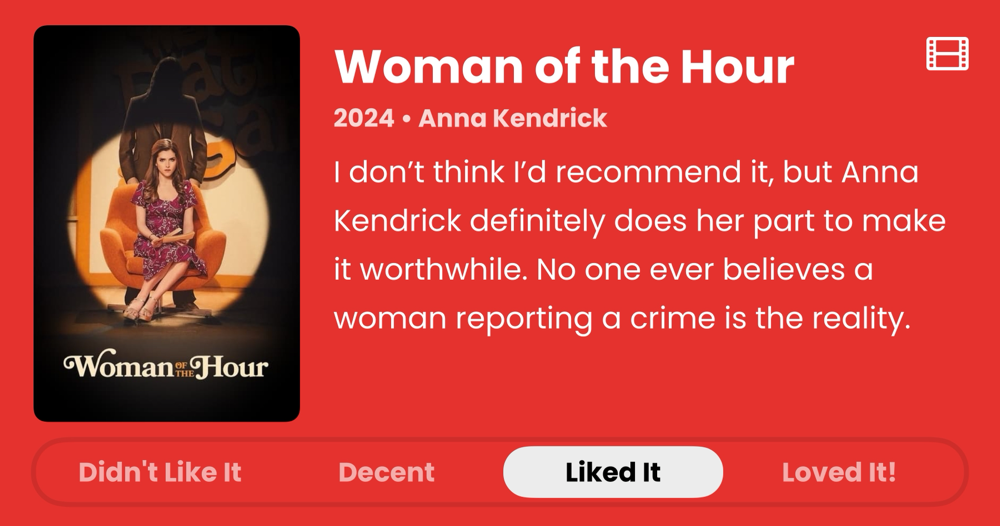 Woman of the Hour
2024 • Anna Kendrick
I don’t think I’d recommend it, but Anna
Kendrick definitely does her part to make
it worthwhile. No one ever believes a
woman reporting a crime is the reality.
Woman OF THE Hour
Didn't Like It
Decent
Liked It
Loved It!